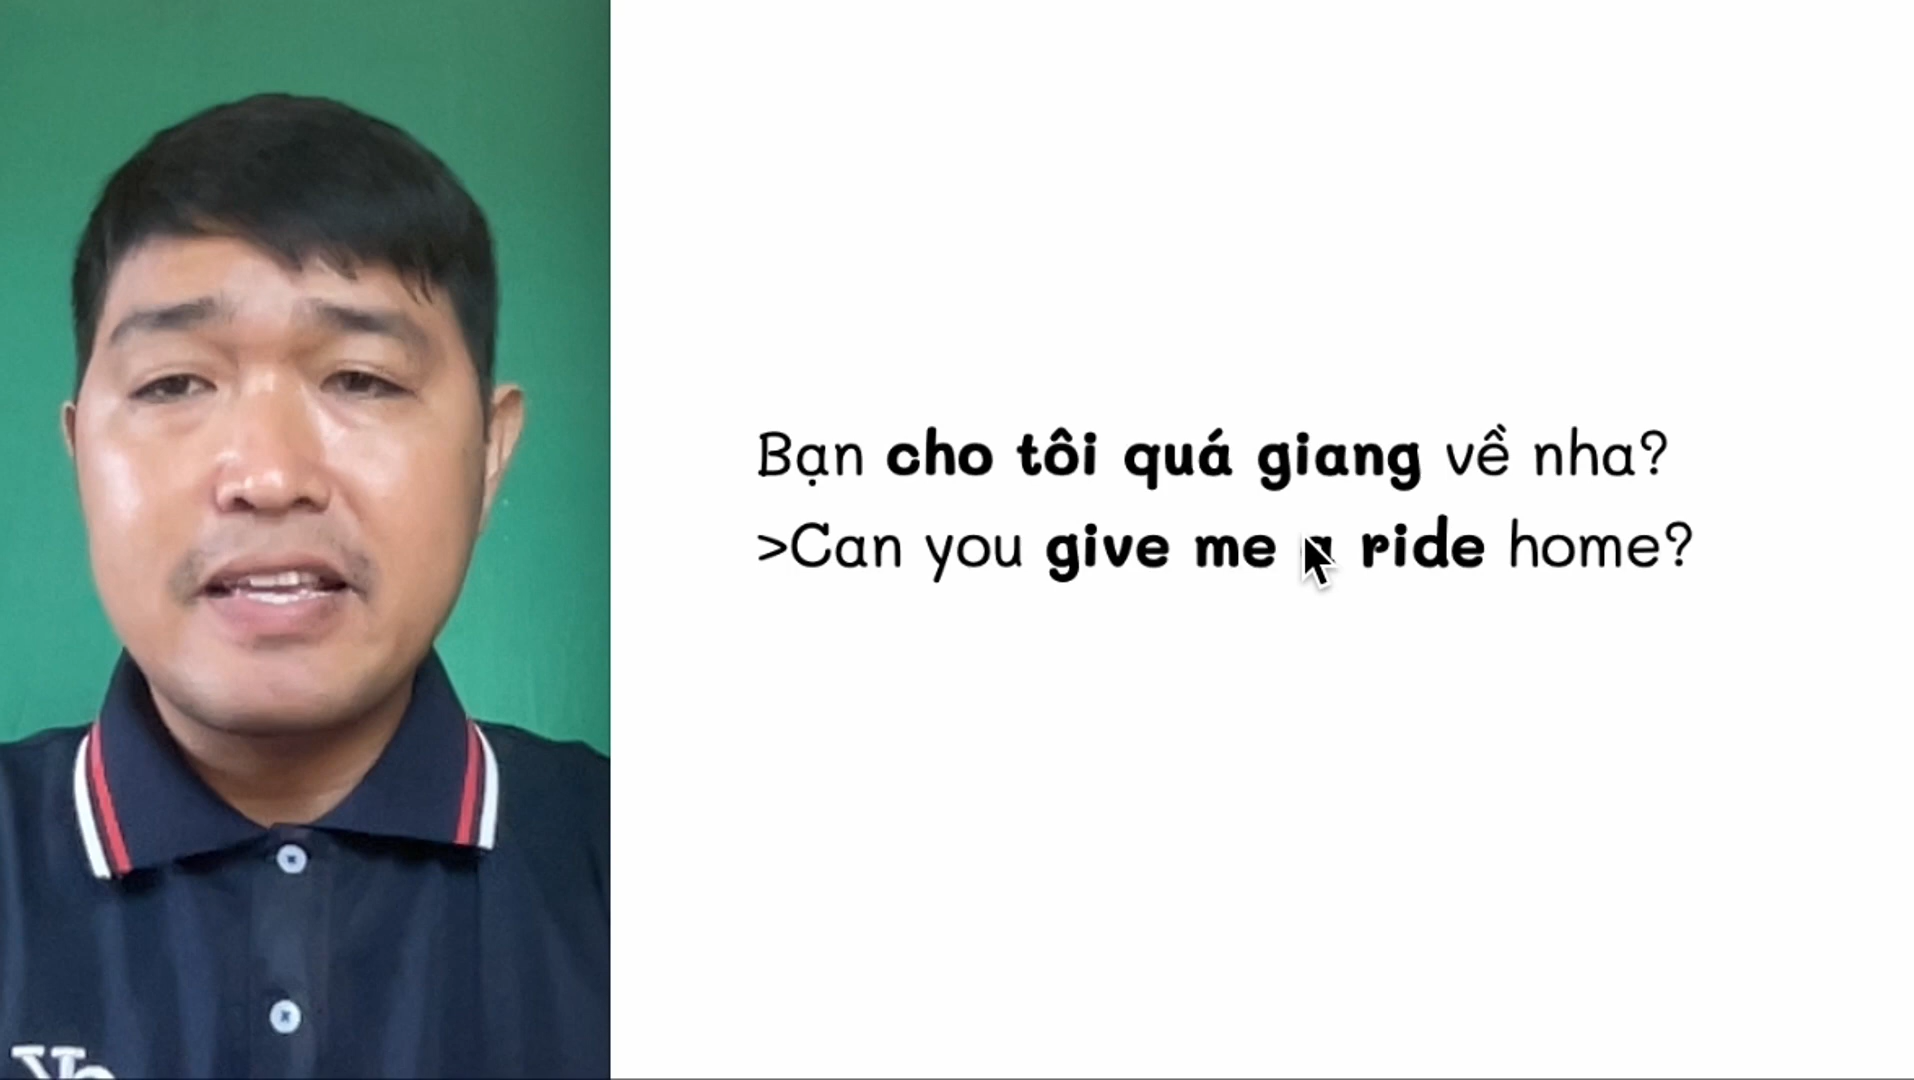 Bạn cho tôi quá giang về nha?
>Can you give me a ride home?